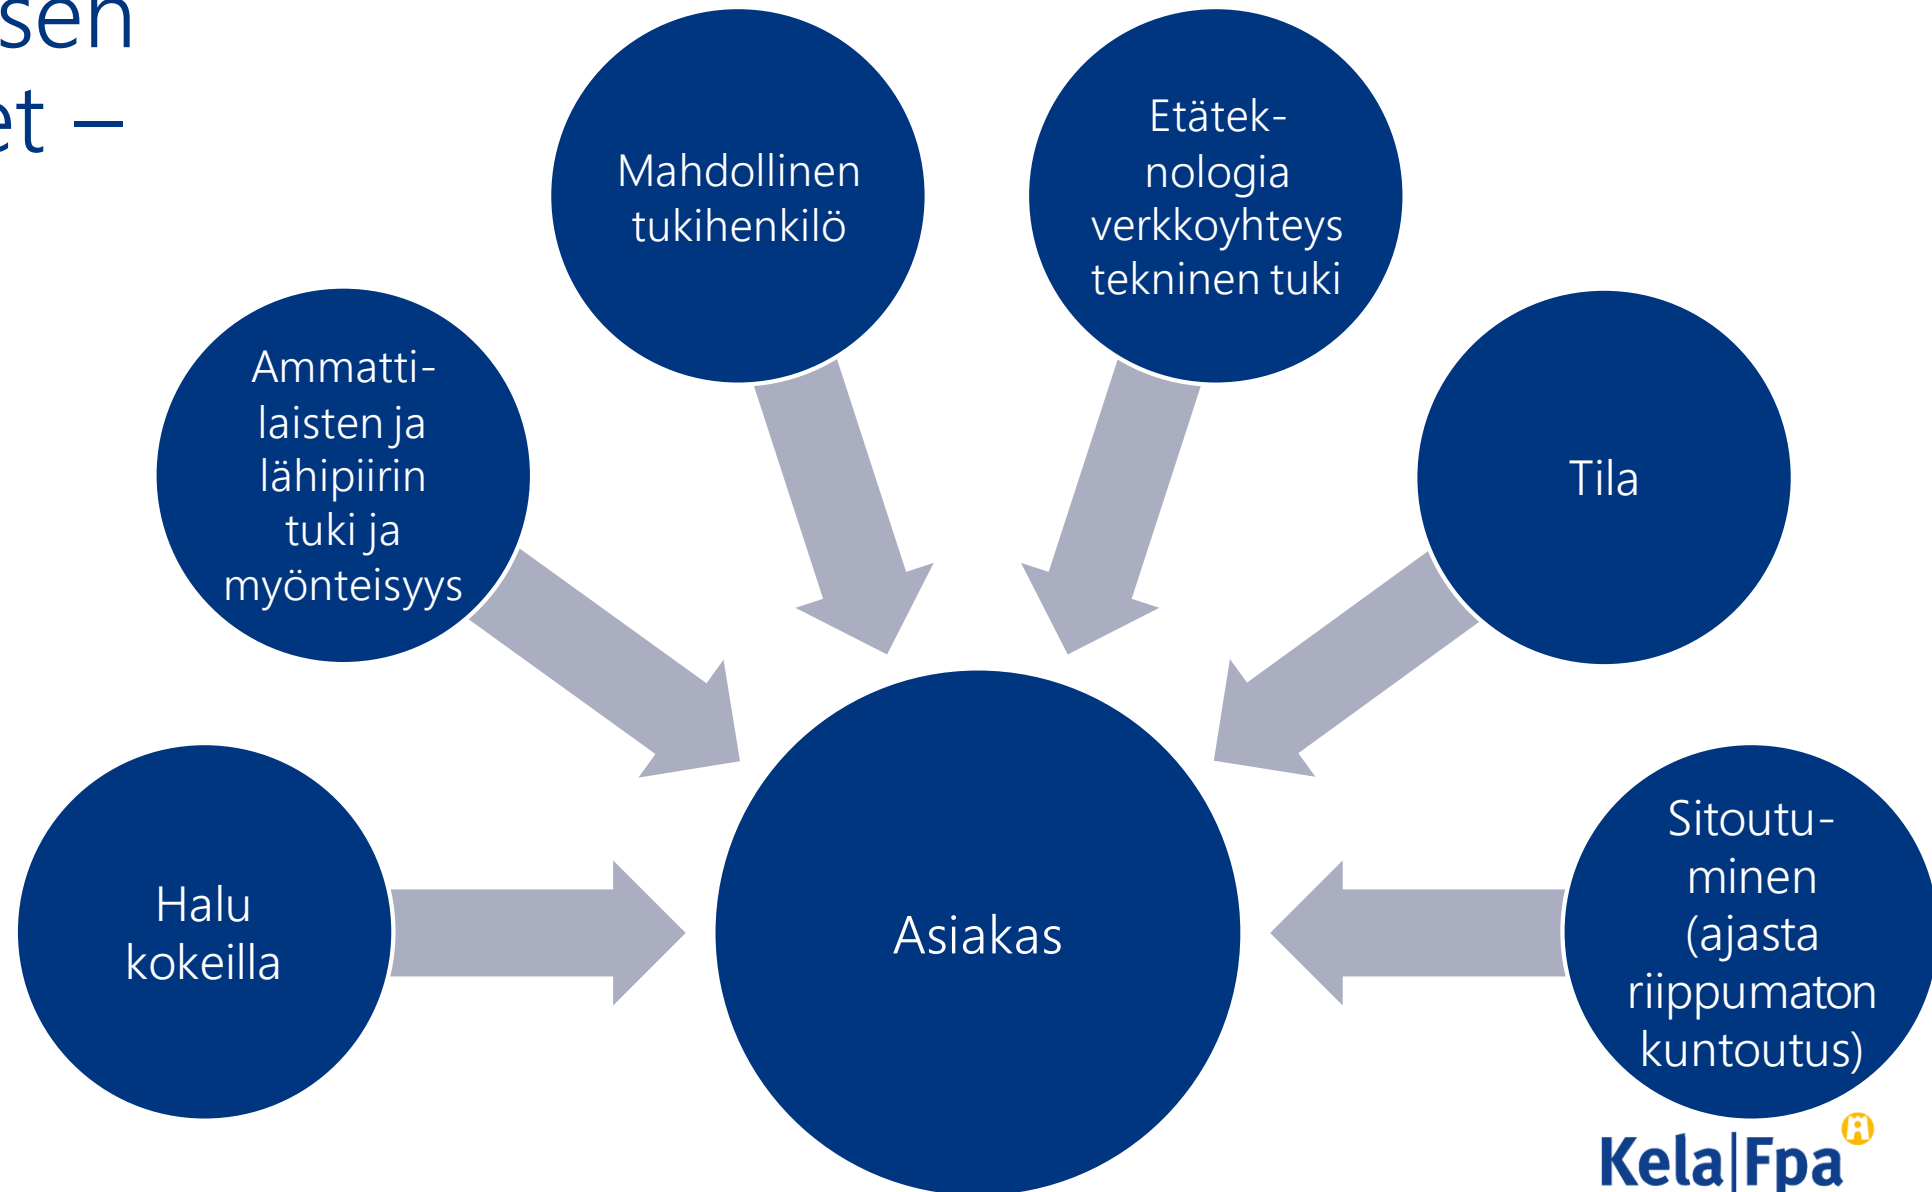 sen
et –
Mahdollinen
tukihenkilö
Etätek-
nologia
verkkoyhteys
tekninen tuki
Ammatti-
laisten ja
lähipiirin
tuki ja
myönteisyys
Tila
Halu
kokeilla
Asiakas
Sitoutu-
minen
(ajasta
riippumaton
kuntoutus)
Kela|Fpa